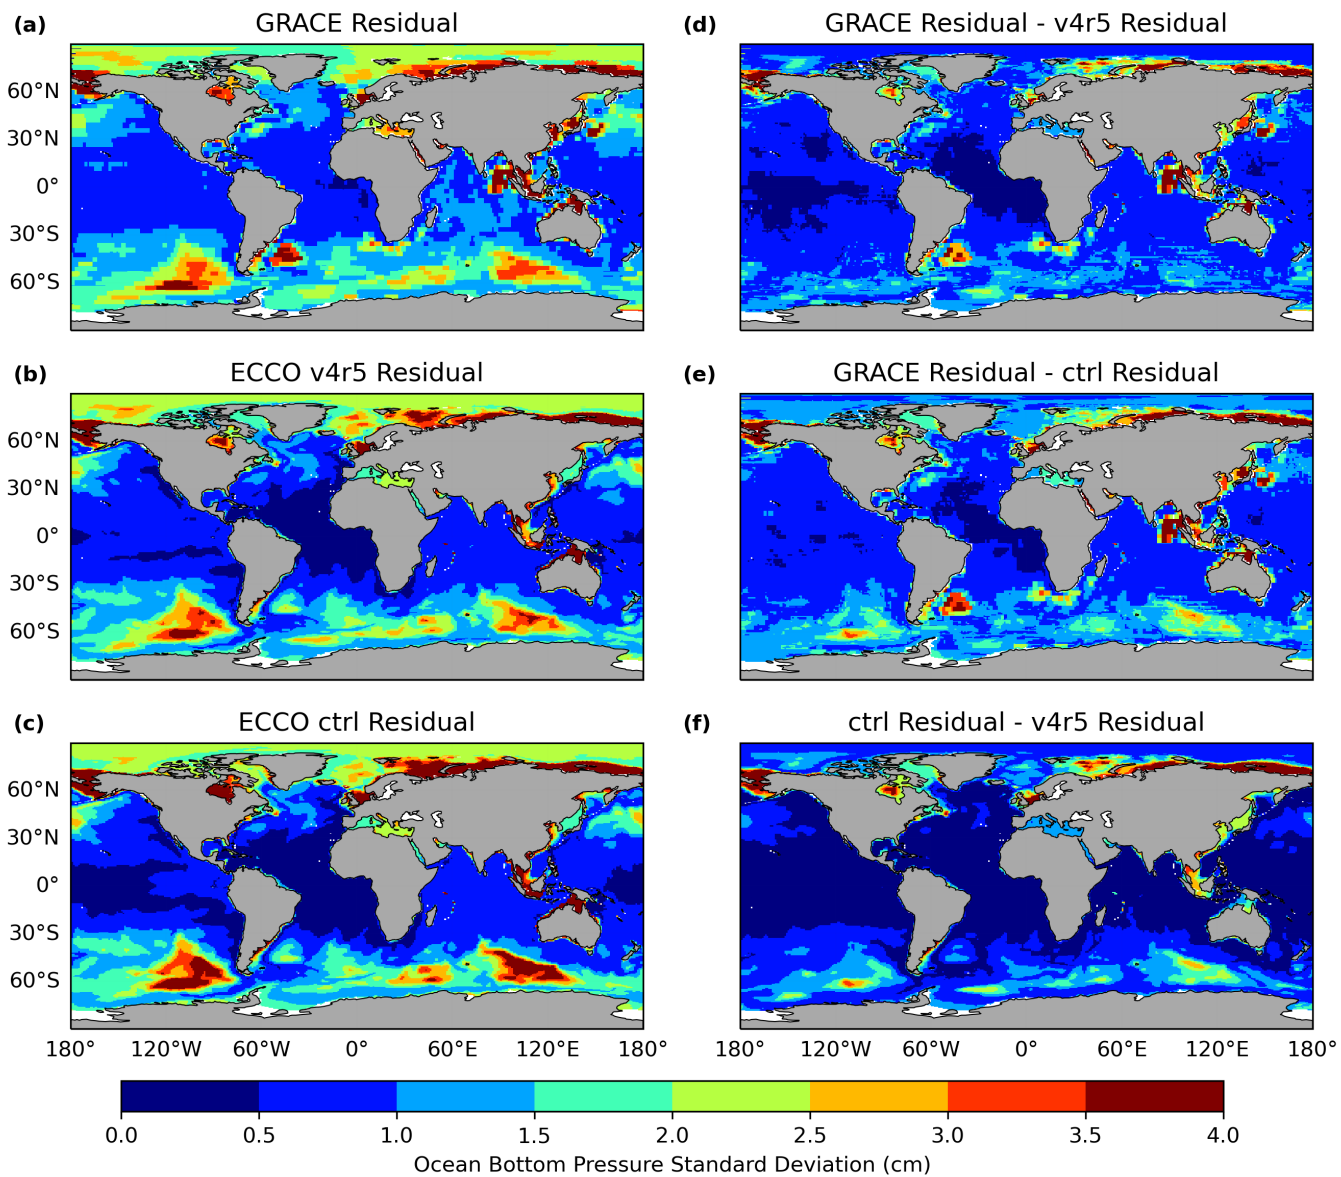 (a) GRACE Residual
60°N
30°N
0°
30°S
60°S
(d) GRACE Residual - v4r5 Residual
(b) ECCO v4r5 Residual
60°N
30°N
0°
30°S
60°S
(e) GRACE Residual - ctrl Residual
(c) ECCO ctrl Residual
60°N
30°N
0°
30°S
60°S
180° 120°W 60°W 0° 60°E 120°E 180°
(f) ctrl Residual - v4r5 Residual
180° 120°W 60°W 0° 60°E 120°E 180°
0.0 0.5 1.0 1.5 2.0 2.5 3.0 3.5 4.0
Ocean Bottom Pressure Standard Deviation (cm)